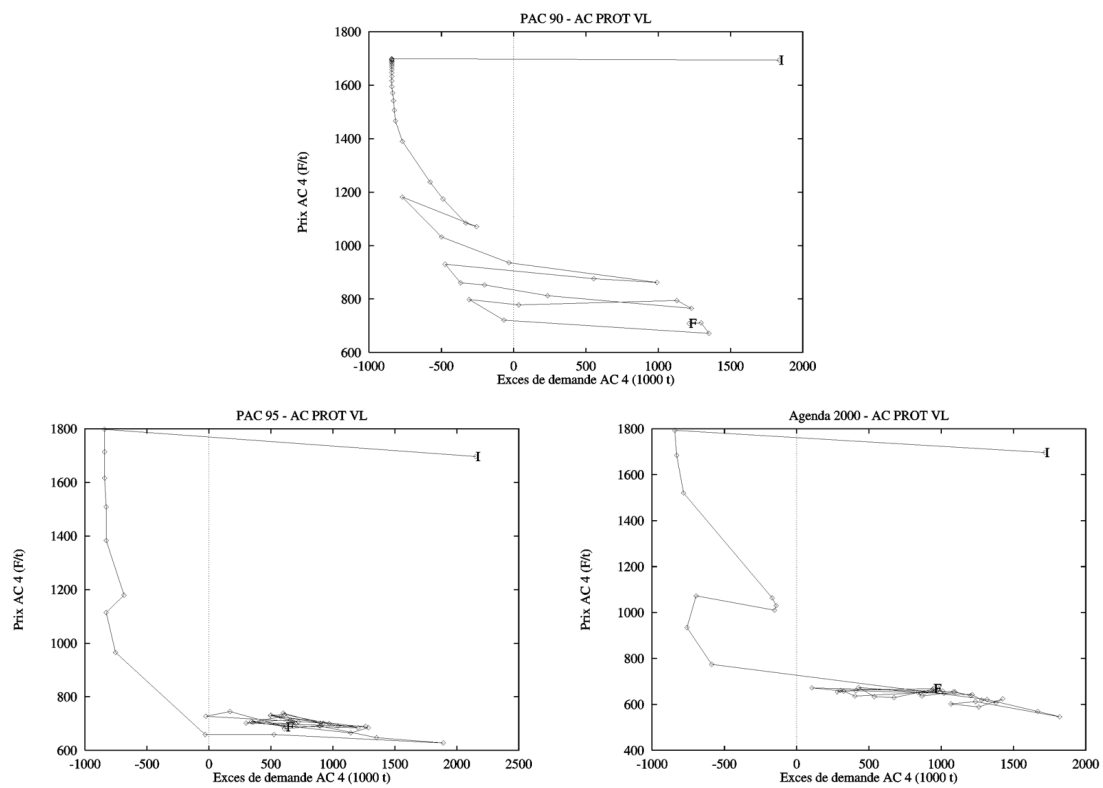 PAC 90 - AC PROT VL
1800
1600
1400
1200
1000
800
600
Prix AC 4 (F/t)
I
F
-1000 -500 0 500 1000 1500 2000
Exces de demande AC 4 (1000 t)
PAC 95 - AC PROT VL
1800
1600
1400
1200
1000
800
600
Prix AC 4 (F/t)
I
F
-1000 -500 0 500 1000 1500 2000 2500
Exces de demande AC 4 (1000 t)
Agenda 2000 - AC PROT VL
1800
1600
1400
1200
1000
800
600
400
Prix AC 4 (F/t)
I
F
-1000 -500 0 500 1000 1500 2000
Exces de demande AC 4 (1000 t)